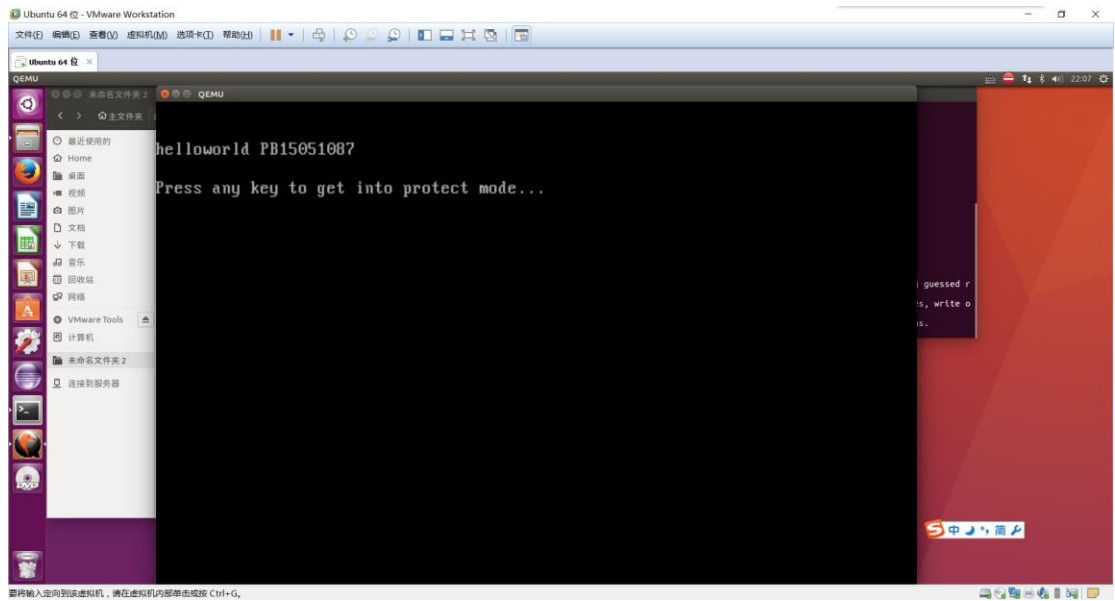 Ubuntu 64 位 - VMware Workstation
文件(F) 编辑(E) 查看(V) 虚拟机(M) 选项卡(T) 帮助(H)
Ubuntu 64 位
QEMU
22:07
未命名文件夹 2
QEMU
主文件夹
最近使用的
Home
桌面
视频
图片
文档
下载
音乐
回收站
网络
VMware Tools
计算机
未命名文件夹 2
连接到服务器
helloworld PB15051087
Press any key to get into protect mode...
guessed r
s, write o
s.
中 简
要将输入定向到该虚拟机，请在虚拟机内部单击或按 Ctrl+G。